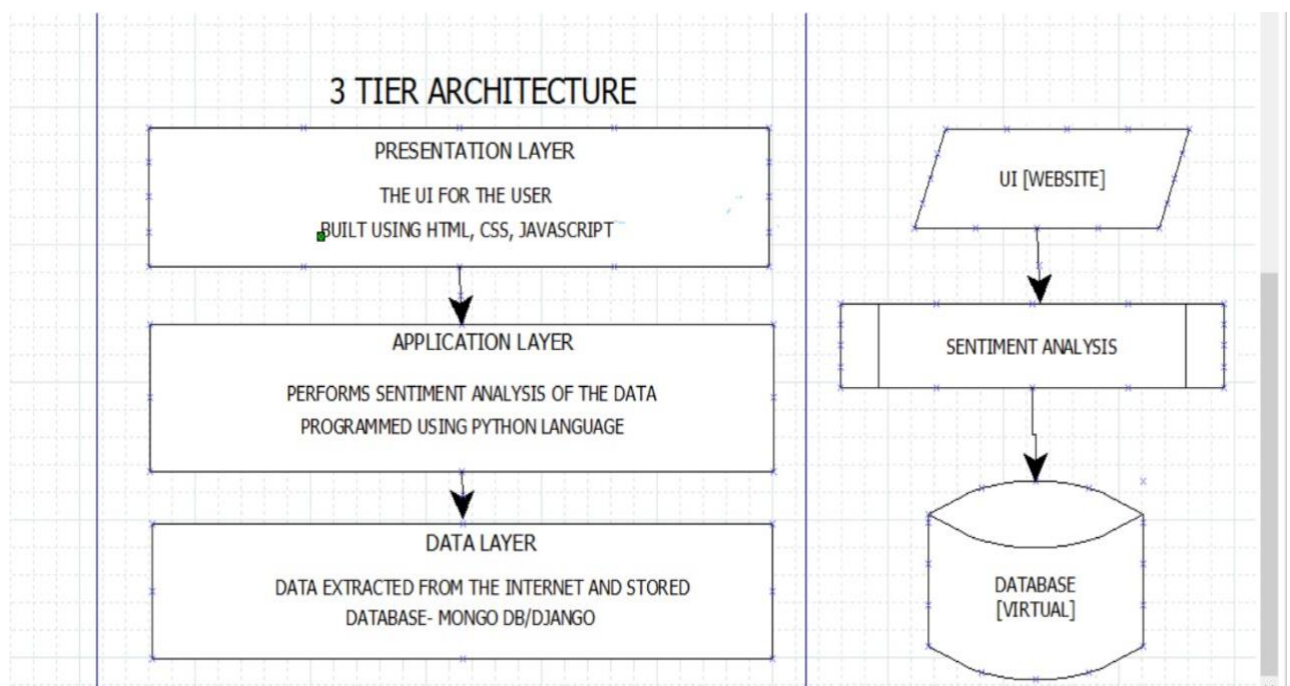 3 TIER ARCHITECTURE
PRESENTATION LAYER
THE UI FOR THE USER
BUILT USING HTML, CSS, JAVASCRIPT
APPLICATION LAYER
PERFORMS SENTIMENT ANALYSIS OF THE DATA
PROGRAMMED USING PYTHON LANGUAGE
DATA LAYER
DATA EXTRACTED FROM THE INTERNET AND STORED
DATABASE- MONGO DB/DJANGO
UI [WEBSITE]
SENTIMENT ANALYSIS
DATABASE
[VIRTUAL]